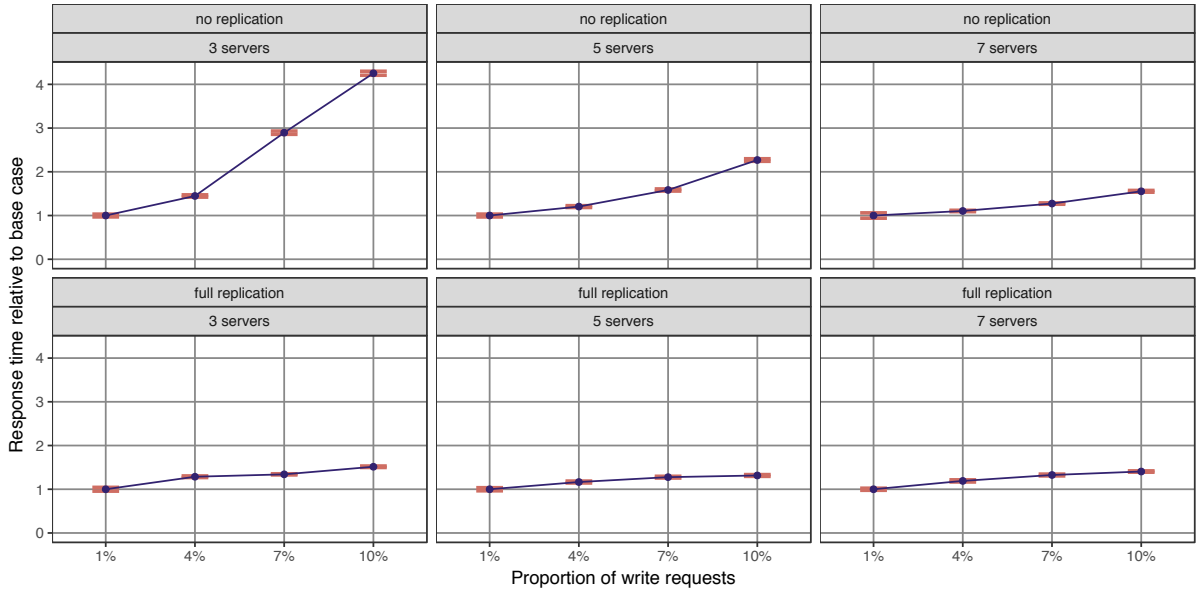 no replication
no replication
no replication
3 servers
5 servers
7 servers
4
3
2
1
0
Response time relative to base case
full replication
full replication
full replication
3 servers
5 servers
7 servers
4
3
2
1
0
1% 4% 7% 10%
1% 4% 7% 10%
1% 4% 7% 10%
Proportion of write requests